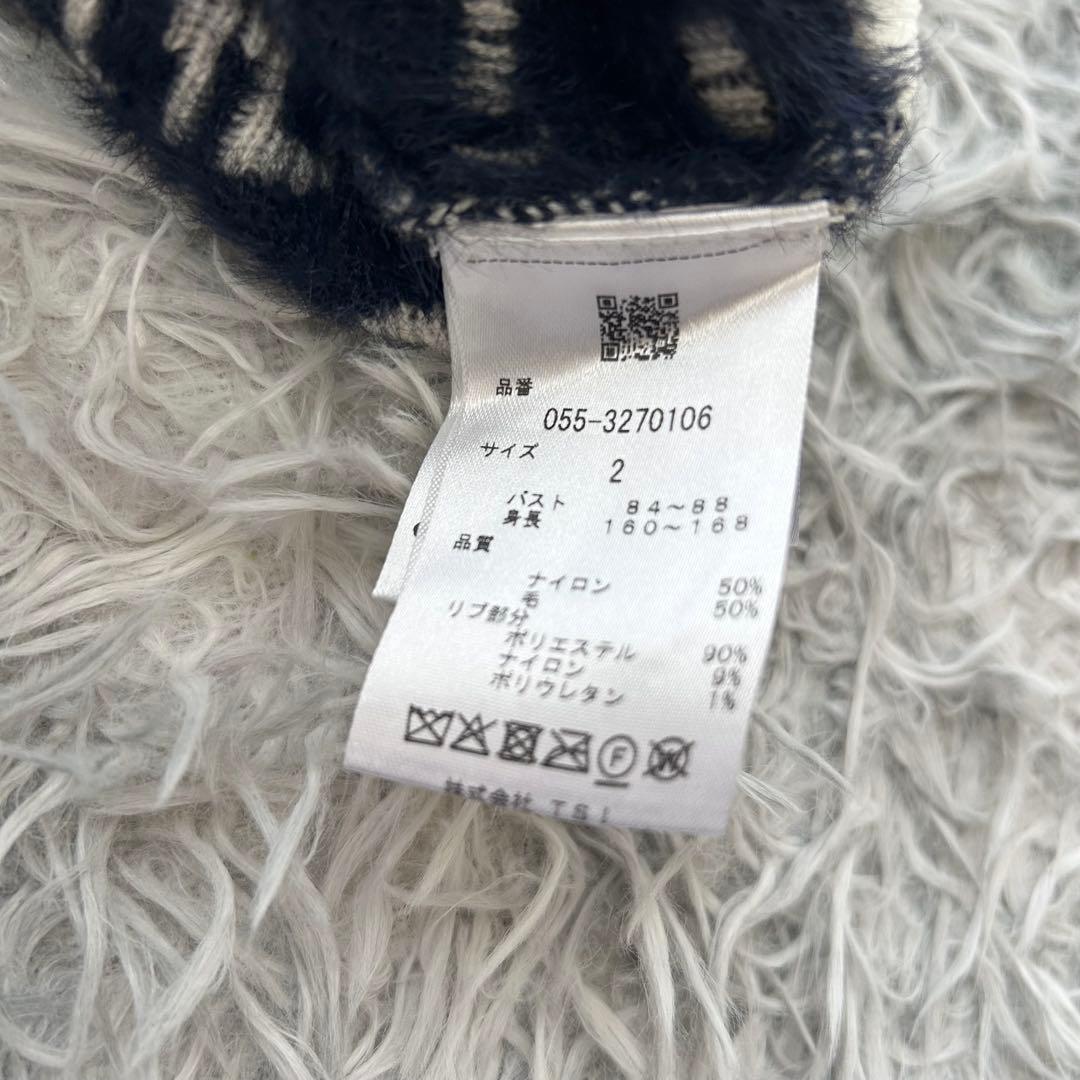 品番
055-3270106
サイズ
2
バスト 84~88
身長 160~168
品質
ナイロン 50%
毛 50%
リブ部分
ポリエステル 90%
ナイロン 9%
ポリウレタン 1%
F W
株式会社 TSI